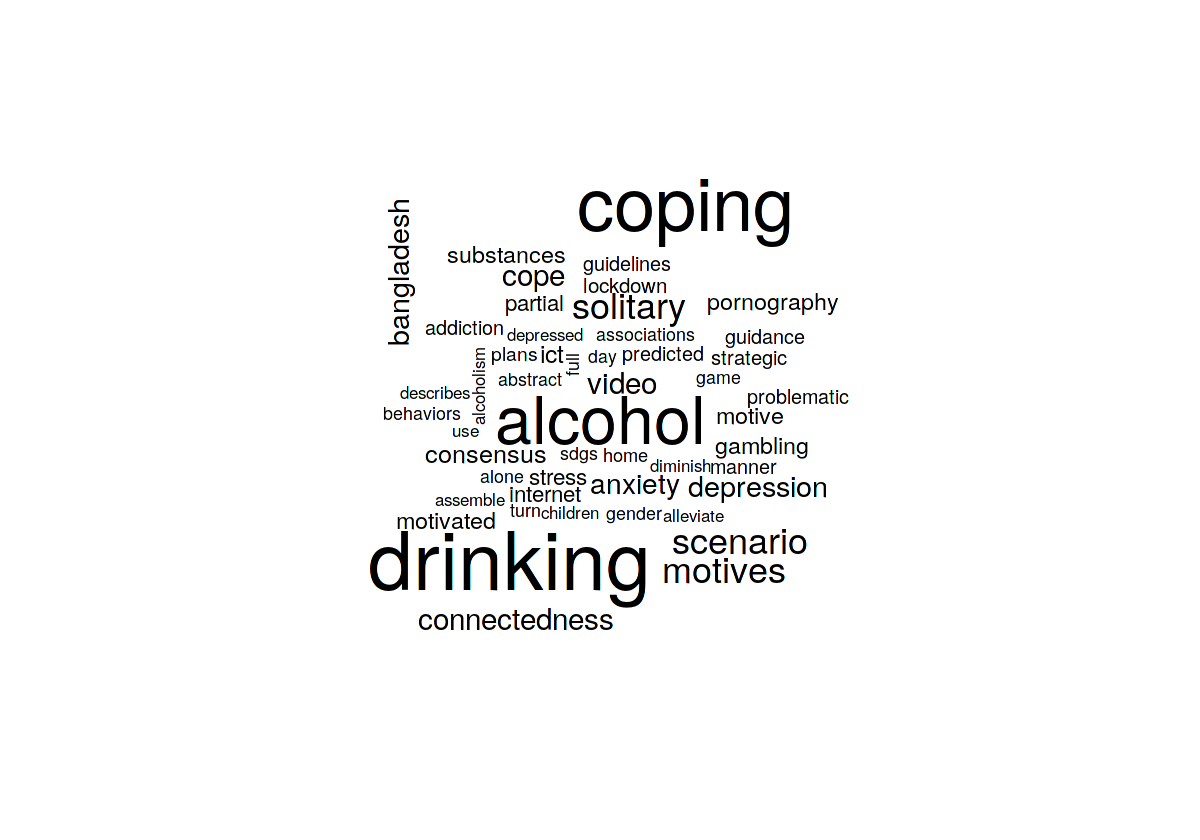 coping
bangladesh
substances
guidelines
cope
lockdown
partial
solitary
pornography
addiction
depressed
associations
guidance
plans
ict
full
day
predicted
strategic
alcoholism
abstract
video
game
describes
problematic
behaviors
alcohol
motive
use
consensus
sdgs
home
gambling
diminish
manner
alone
stress
anxiety
depression
assemble
internet
turn
children
gender
alleviate
motivated
drinking
scenario
motives
connectedness